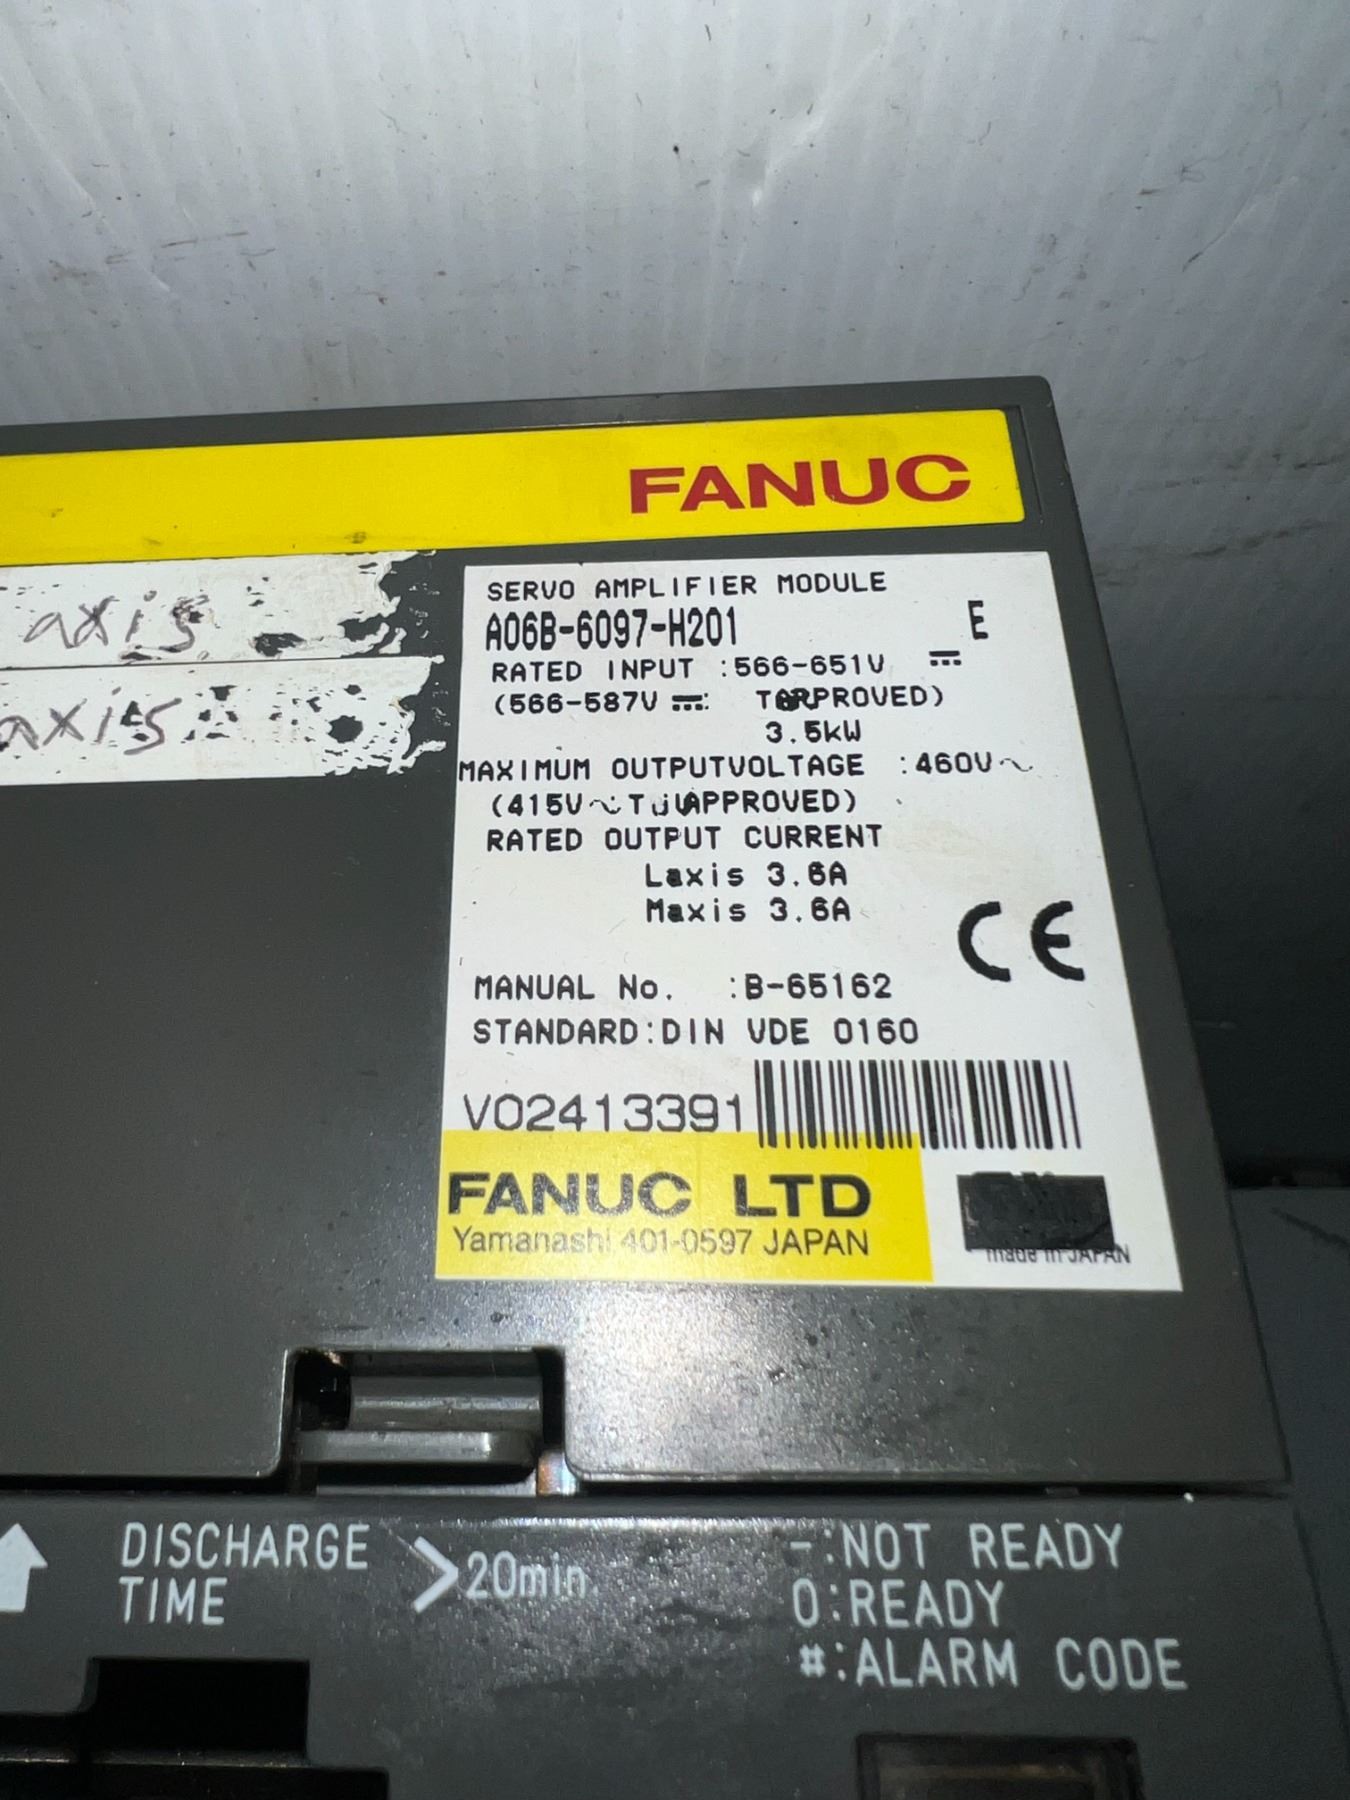 FANUC
axis
axis
SERVO AMPLIFIER MODULE
A06B-6097-H201 E
RATED INPUT :566-651V ⎓
(566-587V ⎓: APPROVED)
3.5kW
MAXIMUM OUTPUTVOLTAGE :460V~
(415V~: APPROVED)
RATED OUTPUT CURRENT
Laxis 3.6A
Maxis 3.6A
CE
MANUAL No. :B-65162
STANDARD:DIN VDE 0160
V02413391
FANUC LTD
Yamanashi 401-0597 JAPAN
made in JAPAN
DISCHARGE TIME >20min.
-:NOT READY
0:READY
#:ALARM CODE